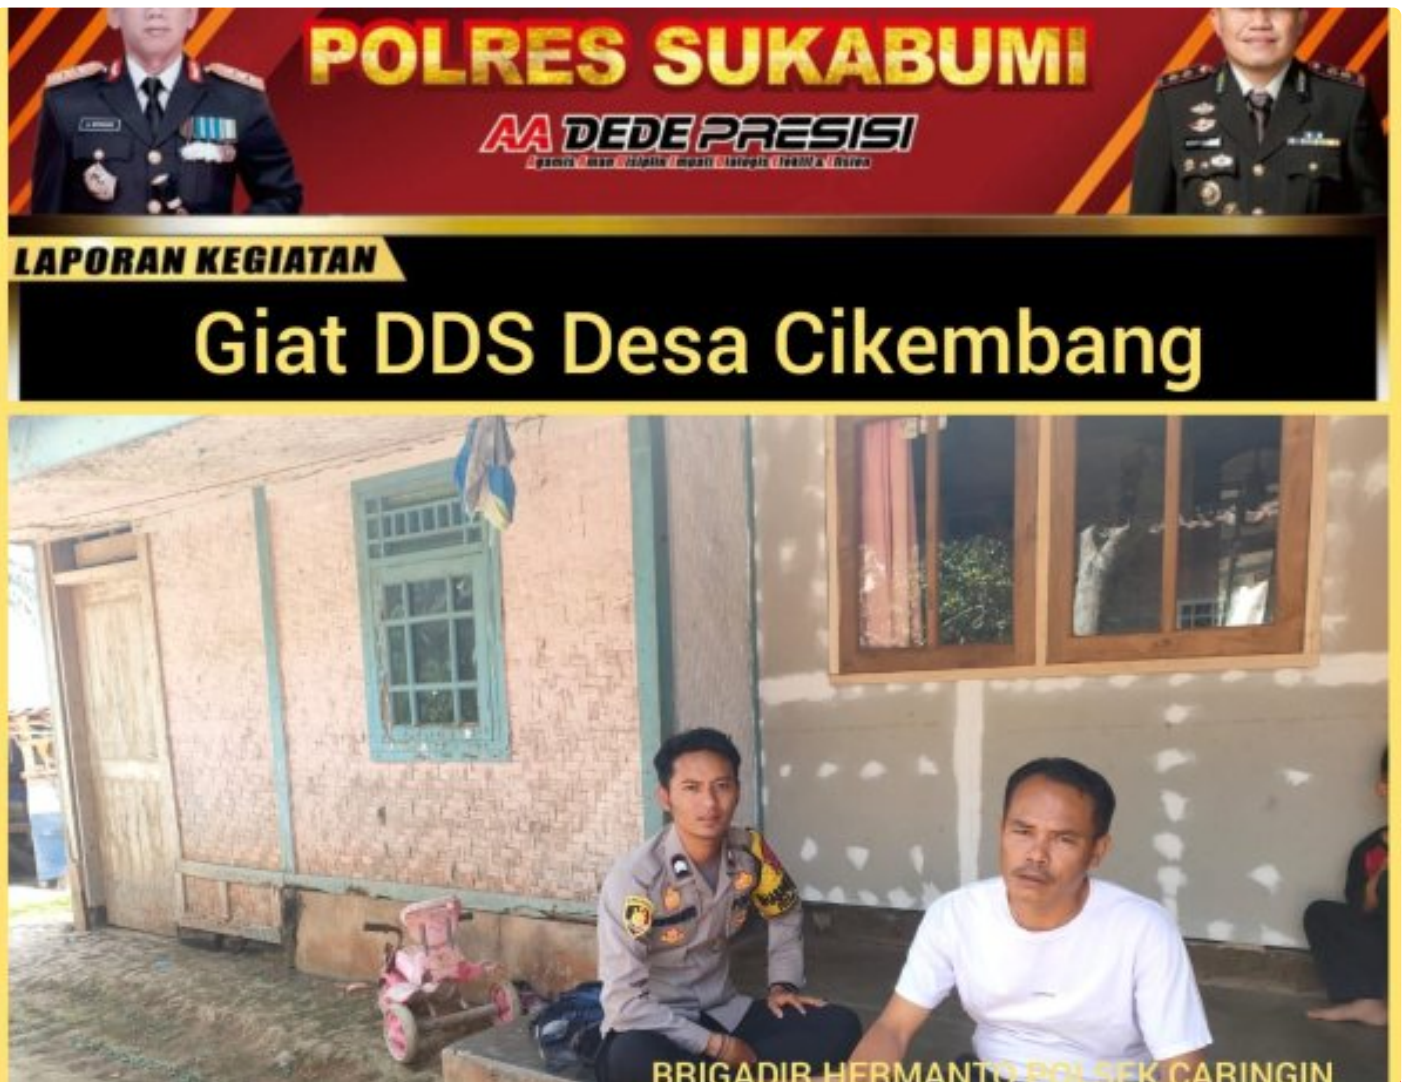 POLRES SUKABUMI
AA DEDE PRESISI
LAPORAN KEGIATAN
Giat DDS Desa Cikembang
BRIGADIR HERMANTO POLSEK CARINGIN